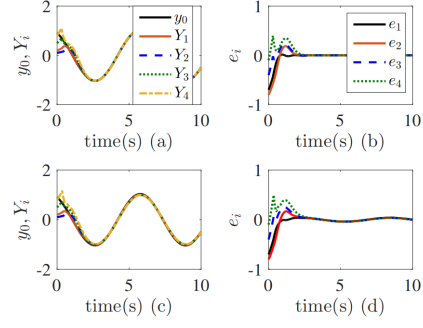 2
0
-2
y₀, Yᵢ
0 5 10
time(s) (a)
y₀
Y₁
Y₂
Y₃
Y₄
1
0
-1
eᵢ
0 5 10
time(s) (b)
e₁
e₂
e₃
e₄
2
0
-2
y₀, Yᵢ
0 5 10
time(s) (c)
1
0
-1
eᵢ
0 5 10
time(s) (d)